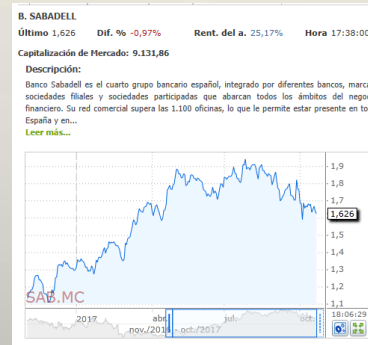 B. SABADELL
Último 1,626 Dif. % -0,97% Rent. del a. 25,17% Hora 17:38:00
Capitalización de Mercado: 9.131,86
Descripción:
Banco Sabadell es el cuarto grupo bancario español, integrado por diferentes bancos,
sociedades filiales y sociedades participadas que abarcan todos los ámbitos del
financiero. Su red comercial supera las 1.100 oficinas, lo que le permite estar presente en
España y en...
Leer más...
1,9
1,8
1,7
1,626
1,5
1,4
1,3
1,2
1,1
SAB.MC
2017 abr. jul. oct.
nov./2016 - oct./2017
18:06:29